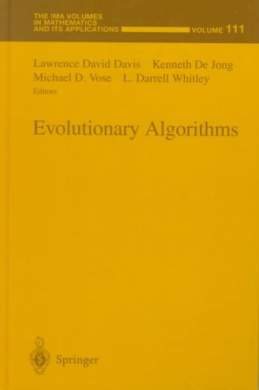 THE IMA VOLUMES
IN MATHEMATICS
AND ITS APPLICATIONS
VOLUME 111
Lawrence David Davis Kenneth De Jong
Michael D. Vose L. Darrell Whitley
Editors
Evolutionary Algorithms
Springer